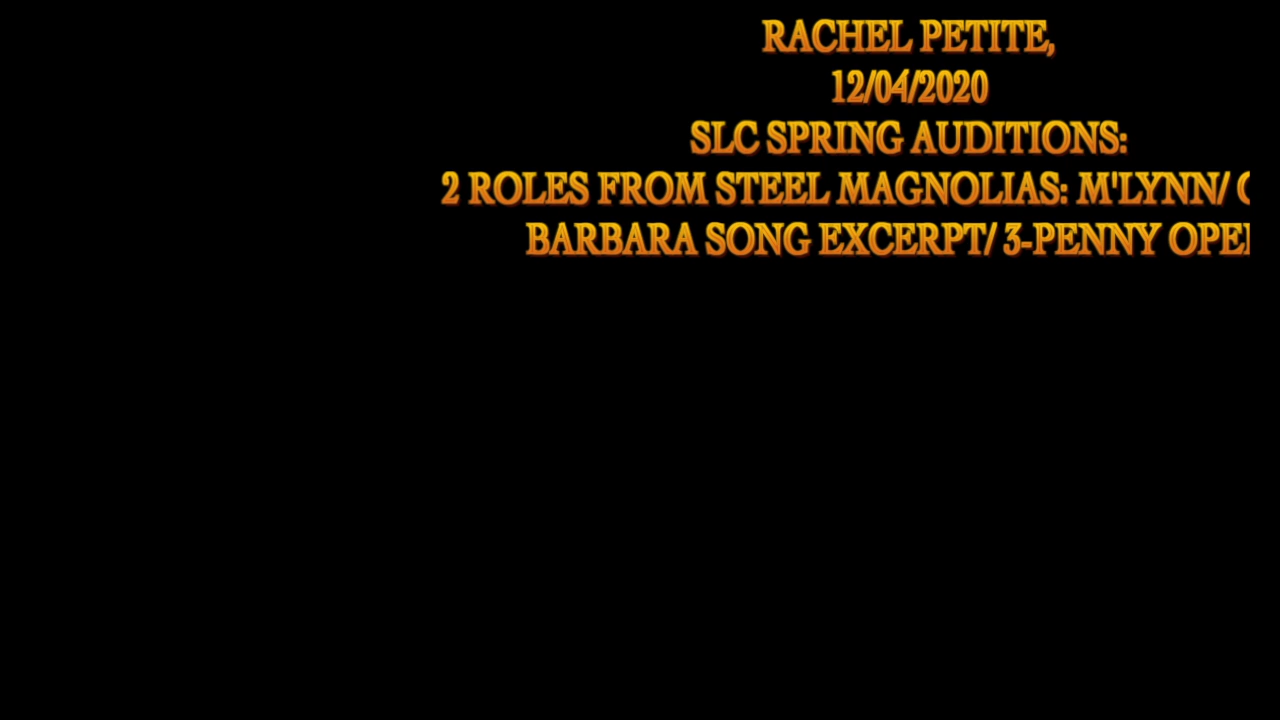 RACHEL PETITE,
12/04/2020
SLC SPRING AUDITIONS:
2 ROLES FROM STEEL MAGNOLIAS: M'LYNN/
BARBARA SONG EXCERPT/ 3-PENNY